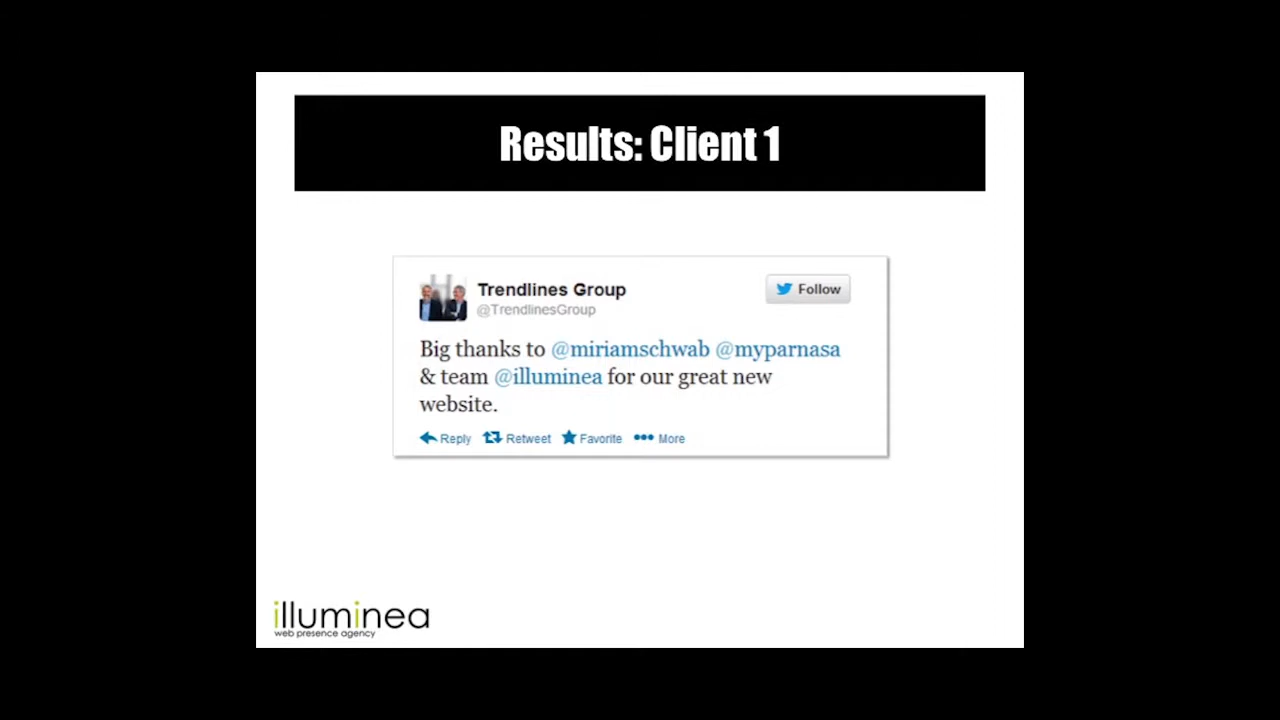 Results: Client 1
Trendlines Group
@TrendlinesGroup
Follow
Big thanks to @miriamschwab @myparnasa
& team @illuminea for our great new
website.
Reply Retweet Favorite More
illuminea
web presence agency